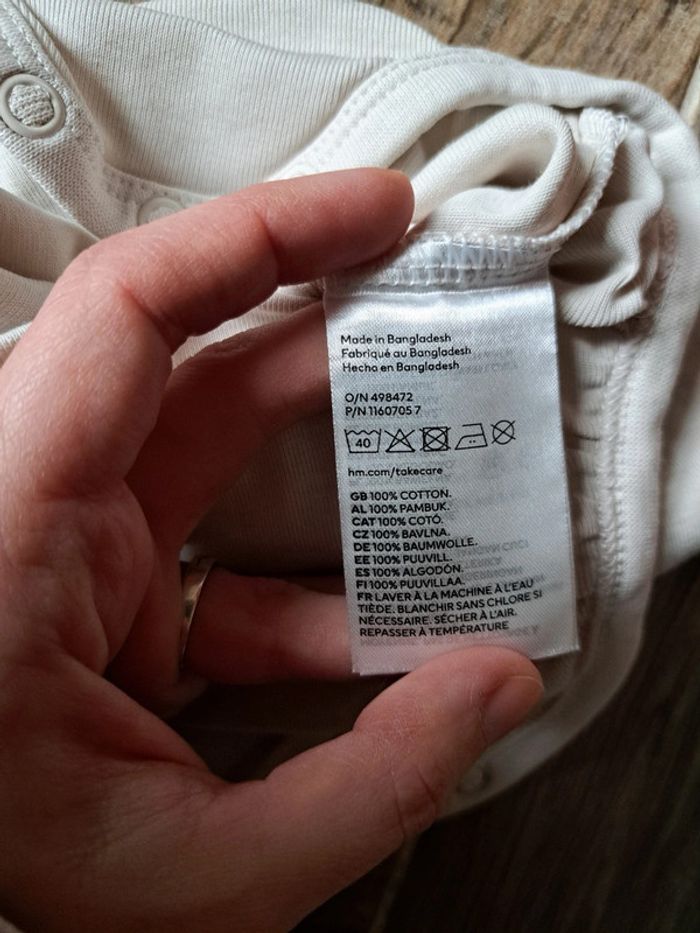 Made in Bangladesh
Fabriqué au Bangladesh
Hecho en Bangladesh
O/N 498472
P/N 1160705 7
40
hm.com/takecare
GB 100% COTTON.
AL 100% PAMBUK.
CAT 100% COTÓ.
CZ 100% BAVLNA.
DE 100% BAUMWOLLE.
EE 100% PUUVILL.
ES 100% ALGODÓN.
FI 100% PUUVILLAA.
FR LAVER À LA MACHINE À L'EAU
TIÈDE. BLANCHIR SANS CHLORE SI
NÉCESSAIRE. SÉCHER À L'AIR.
REPASSER À TEMPÉRATURE